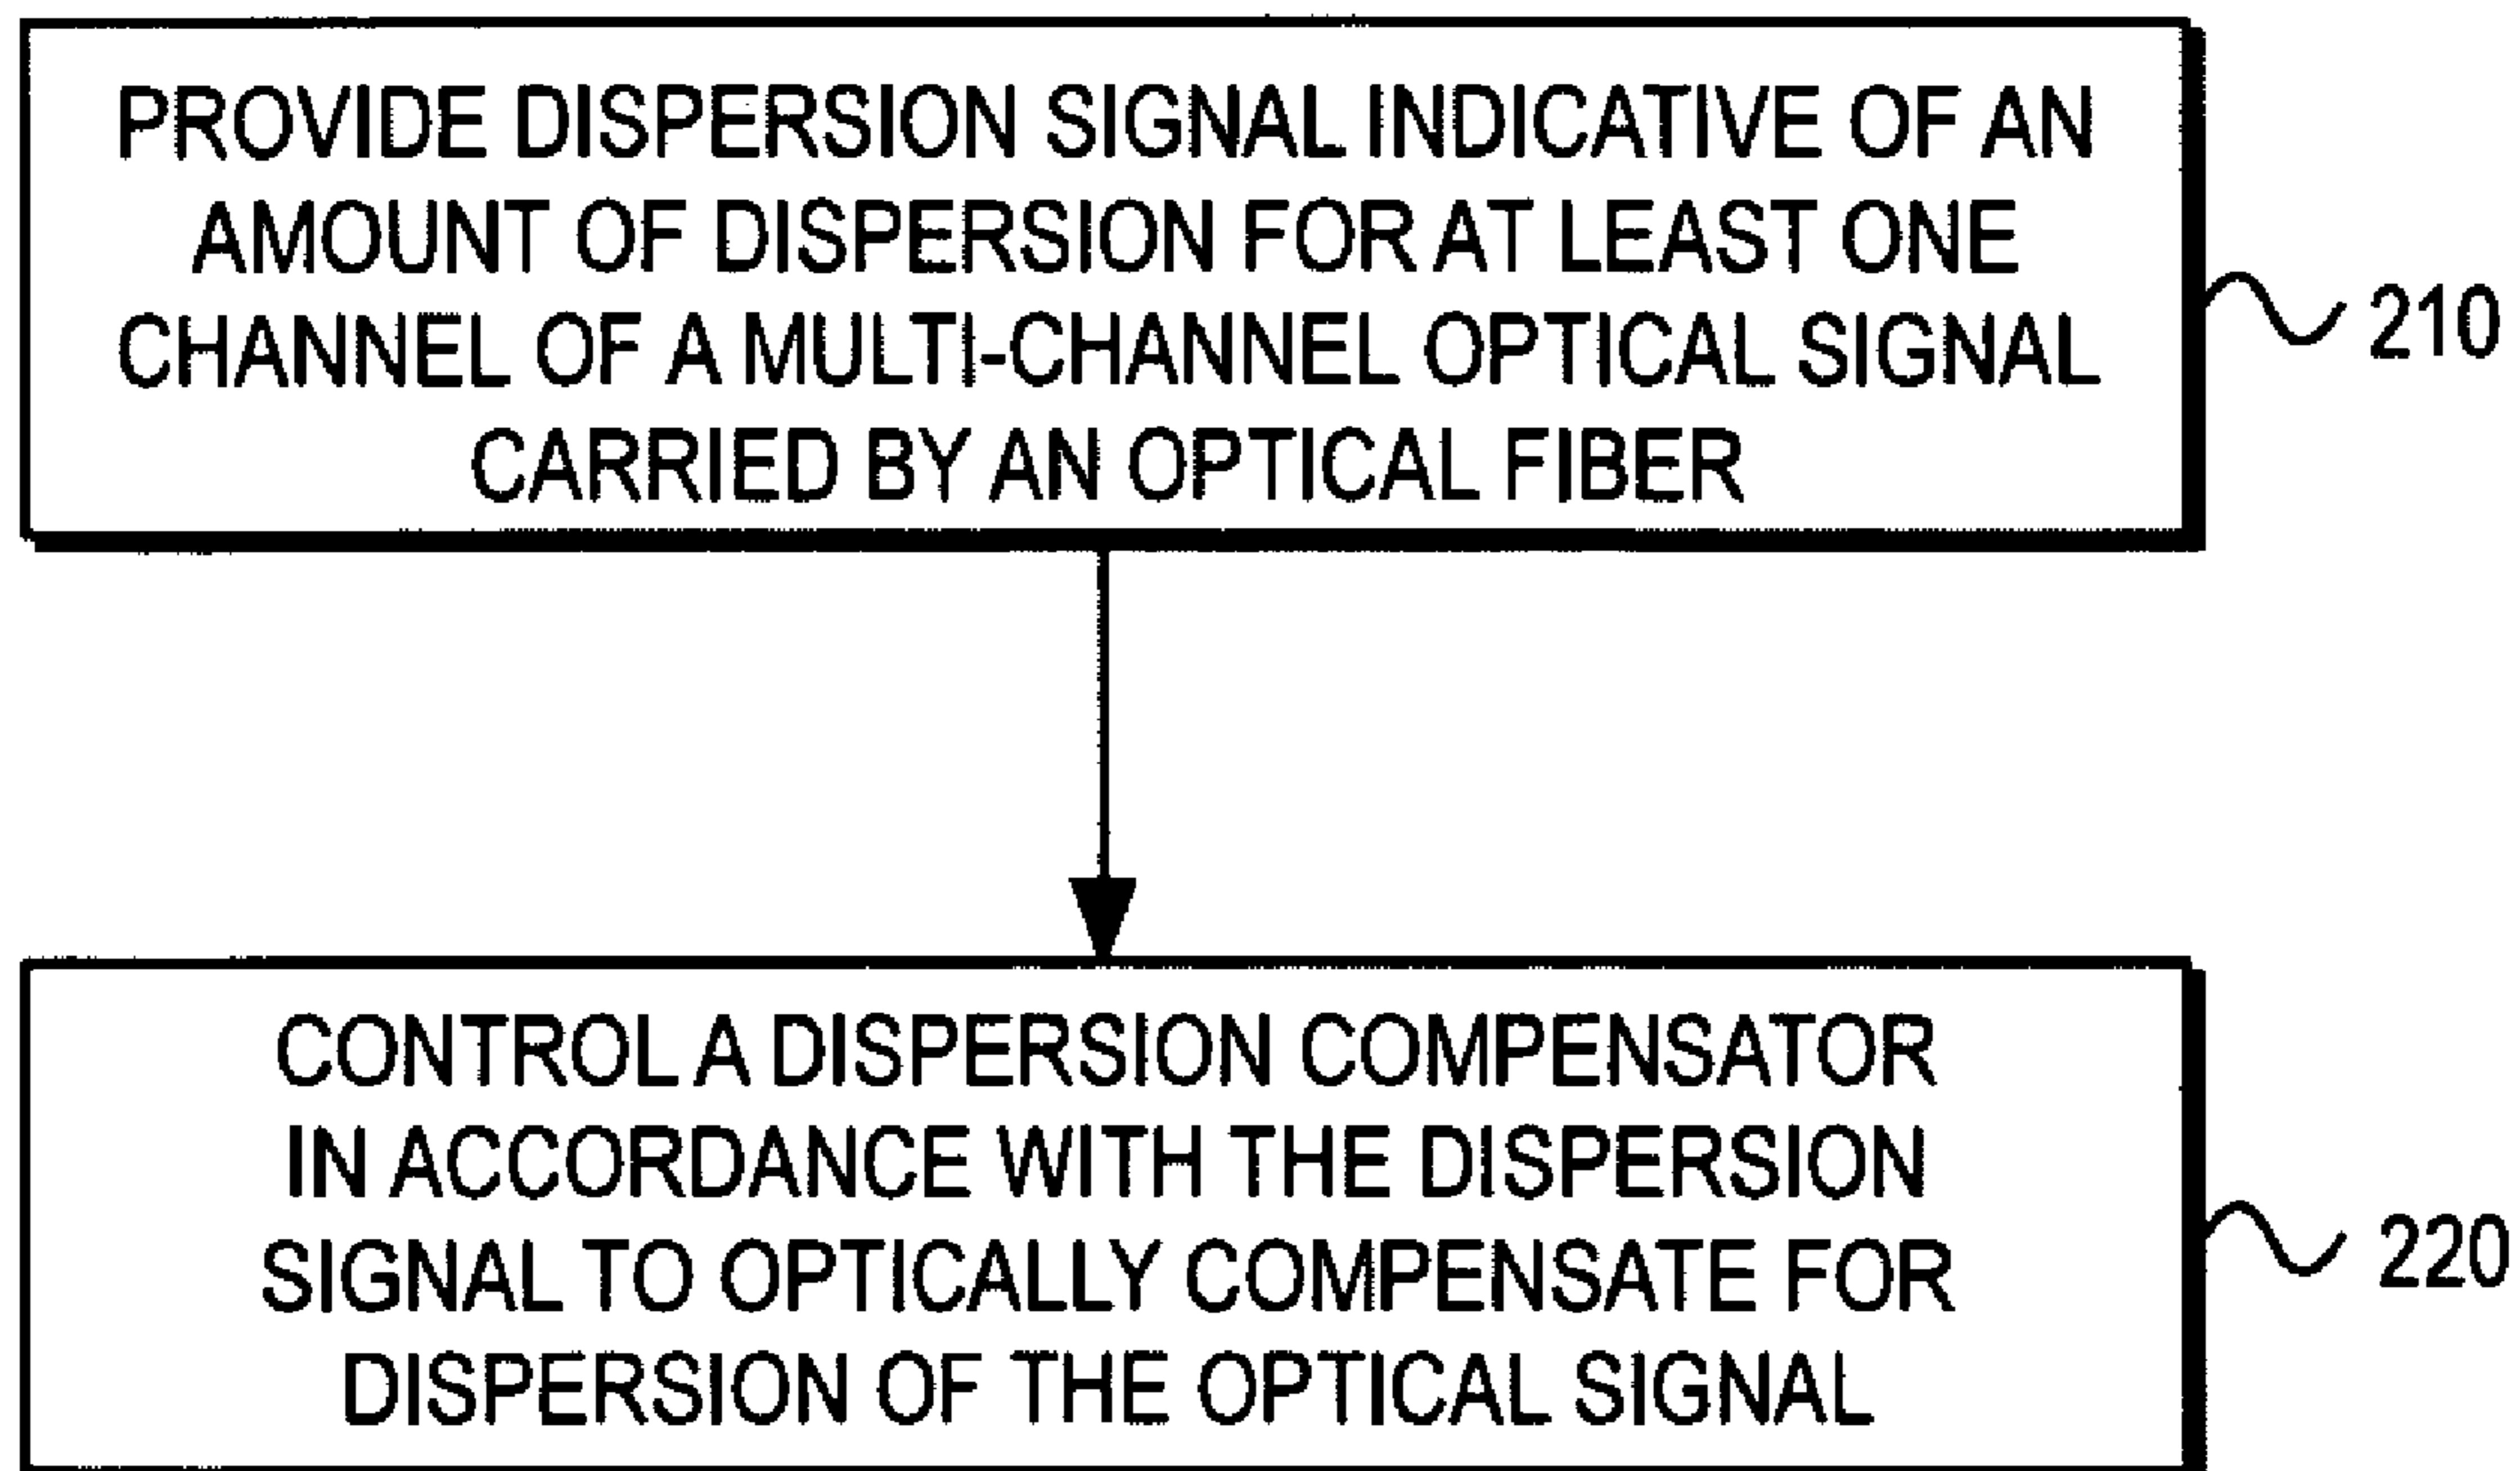 PROVIDE DISPERSION SIGNAL INDICATIVE OF AN
AMOUNT OF DISPERSION FOR AT LEAST ONE
CHANNEL OF A MULTI-CHANNEL OPTICAL SIGNAL
CARRIED BY AN OPTICAL FIBER
210
CONTROL A DISPERSION COMPENSATOR
IN ACCORDANCE WITH THE DISPERSION
SIGNAL TO OPTICALLY COMPENSATE FOR
DISPERSION OF THE OPTICAL SIGNAL
220